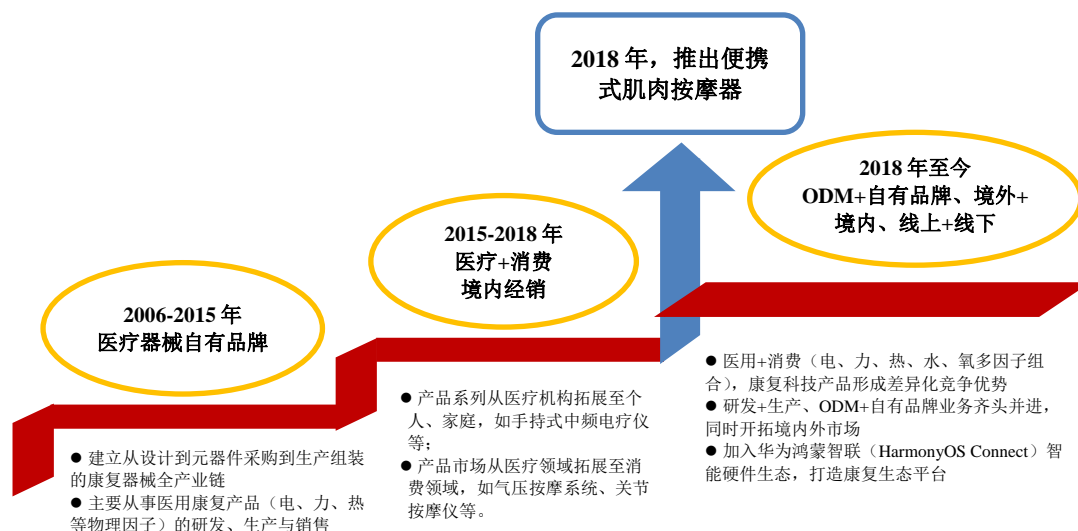 2018 年，推出便携
式肌肉按摩器
2018 年至今
ODM+自有品牌、境外+
境内、线上+线下
2015-2018 年
医疗+消费
境内经销
2006-2015 年
医疗器械自有品牌
● 建立从设计到元器件采购到生产组装
的康复器械全产业链
● 主要从事医用康复产品（电、力、热
等物理因子）的研发、生产与销售
● 产品系列从医疗机构拓展至个
人、家庭，如手持式中频电疗仪
等；
● 产品市场从医疗领域拓展至消
费领域，如气压按摩系统、关节
按摩仪等。
● 医用+消费（电、力、热、水、氧多因子组
合），康复科技产品形成差异化竞争优势
● 研发+生产、ODM+自有品牌业务齐头并进，
同时开拓境内外市场
● 加入华为鸿蒙智联（HarmonyOS Connect）智
能硬件生态，打造康复生态平台